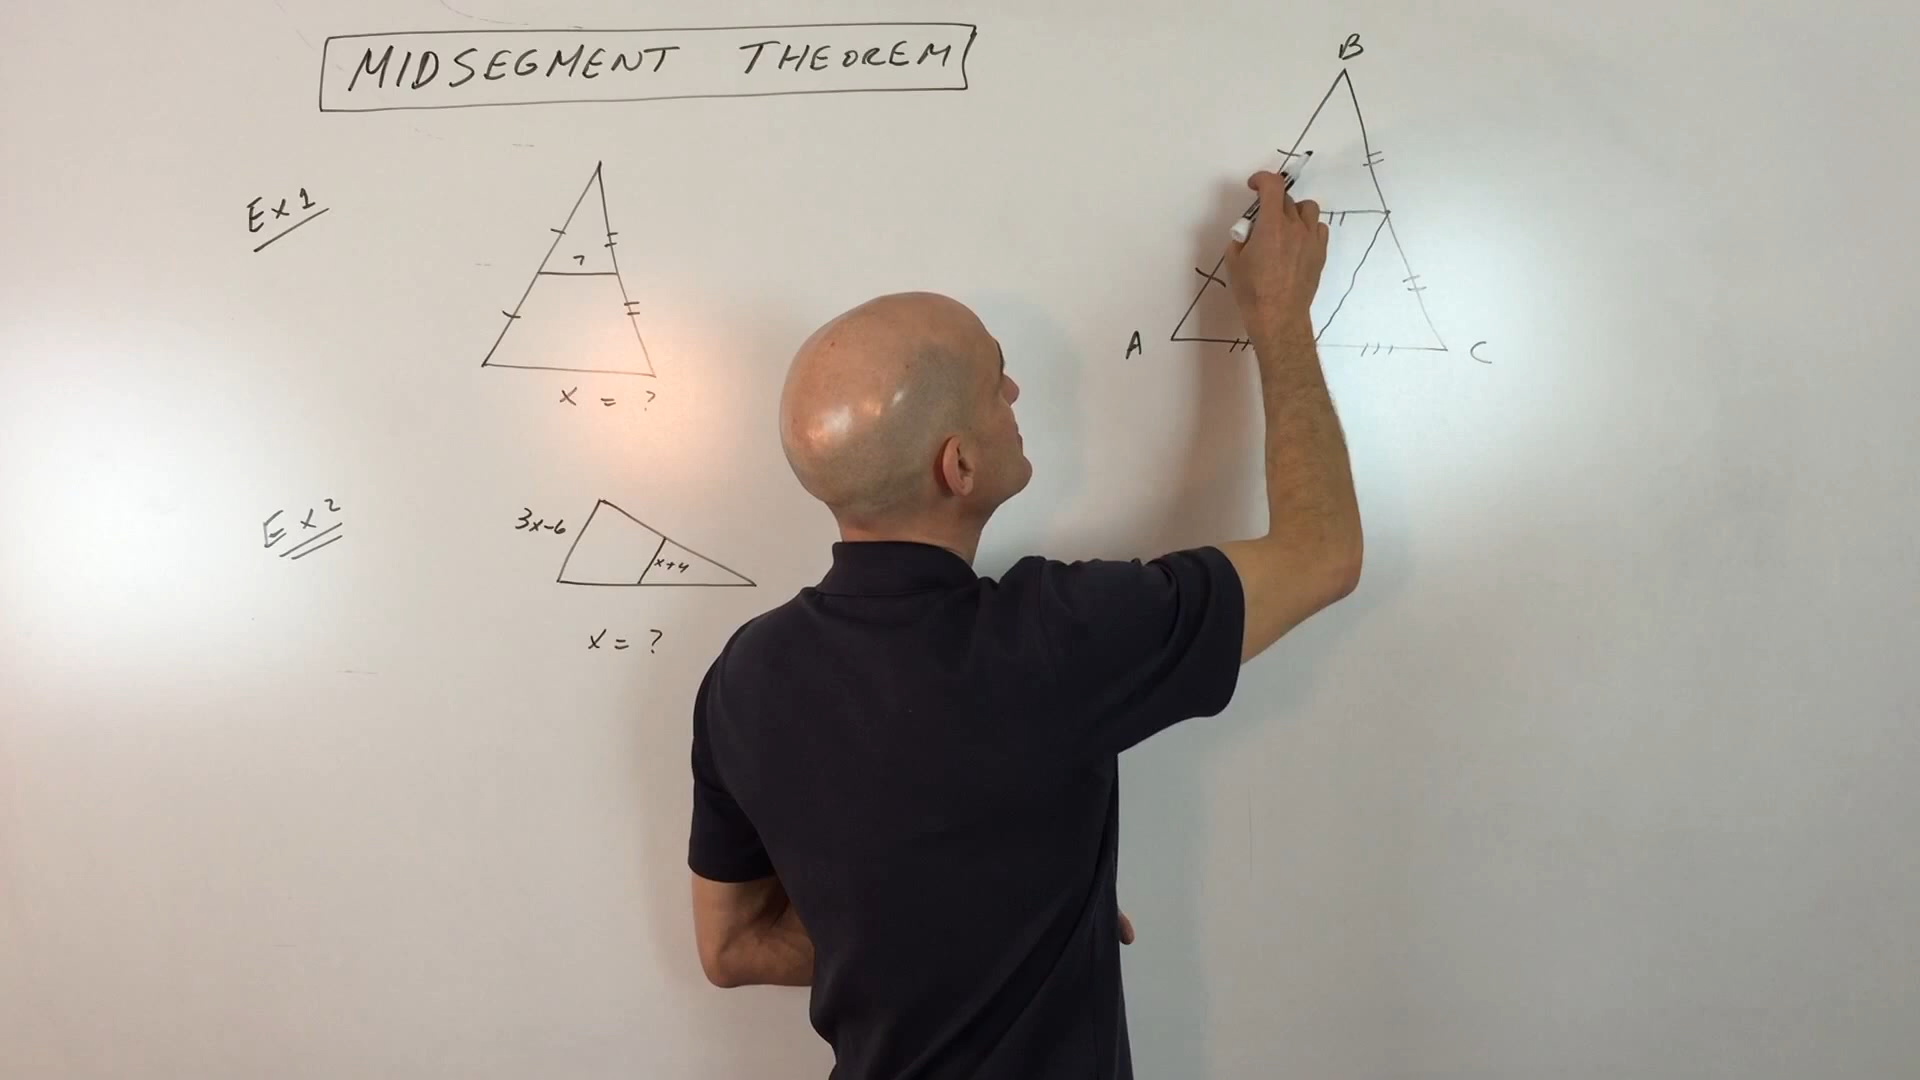 MIDSEGMENT THEOREM
Ex 1
7
x = ?
Ex 2
3x-6
x+4
x = ?
B
A
C